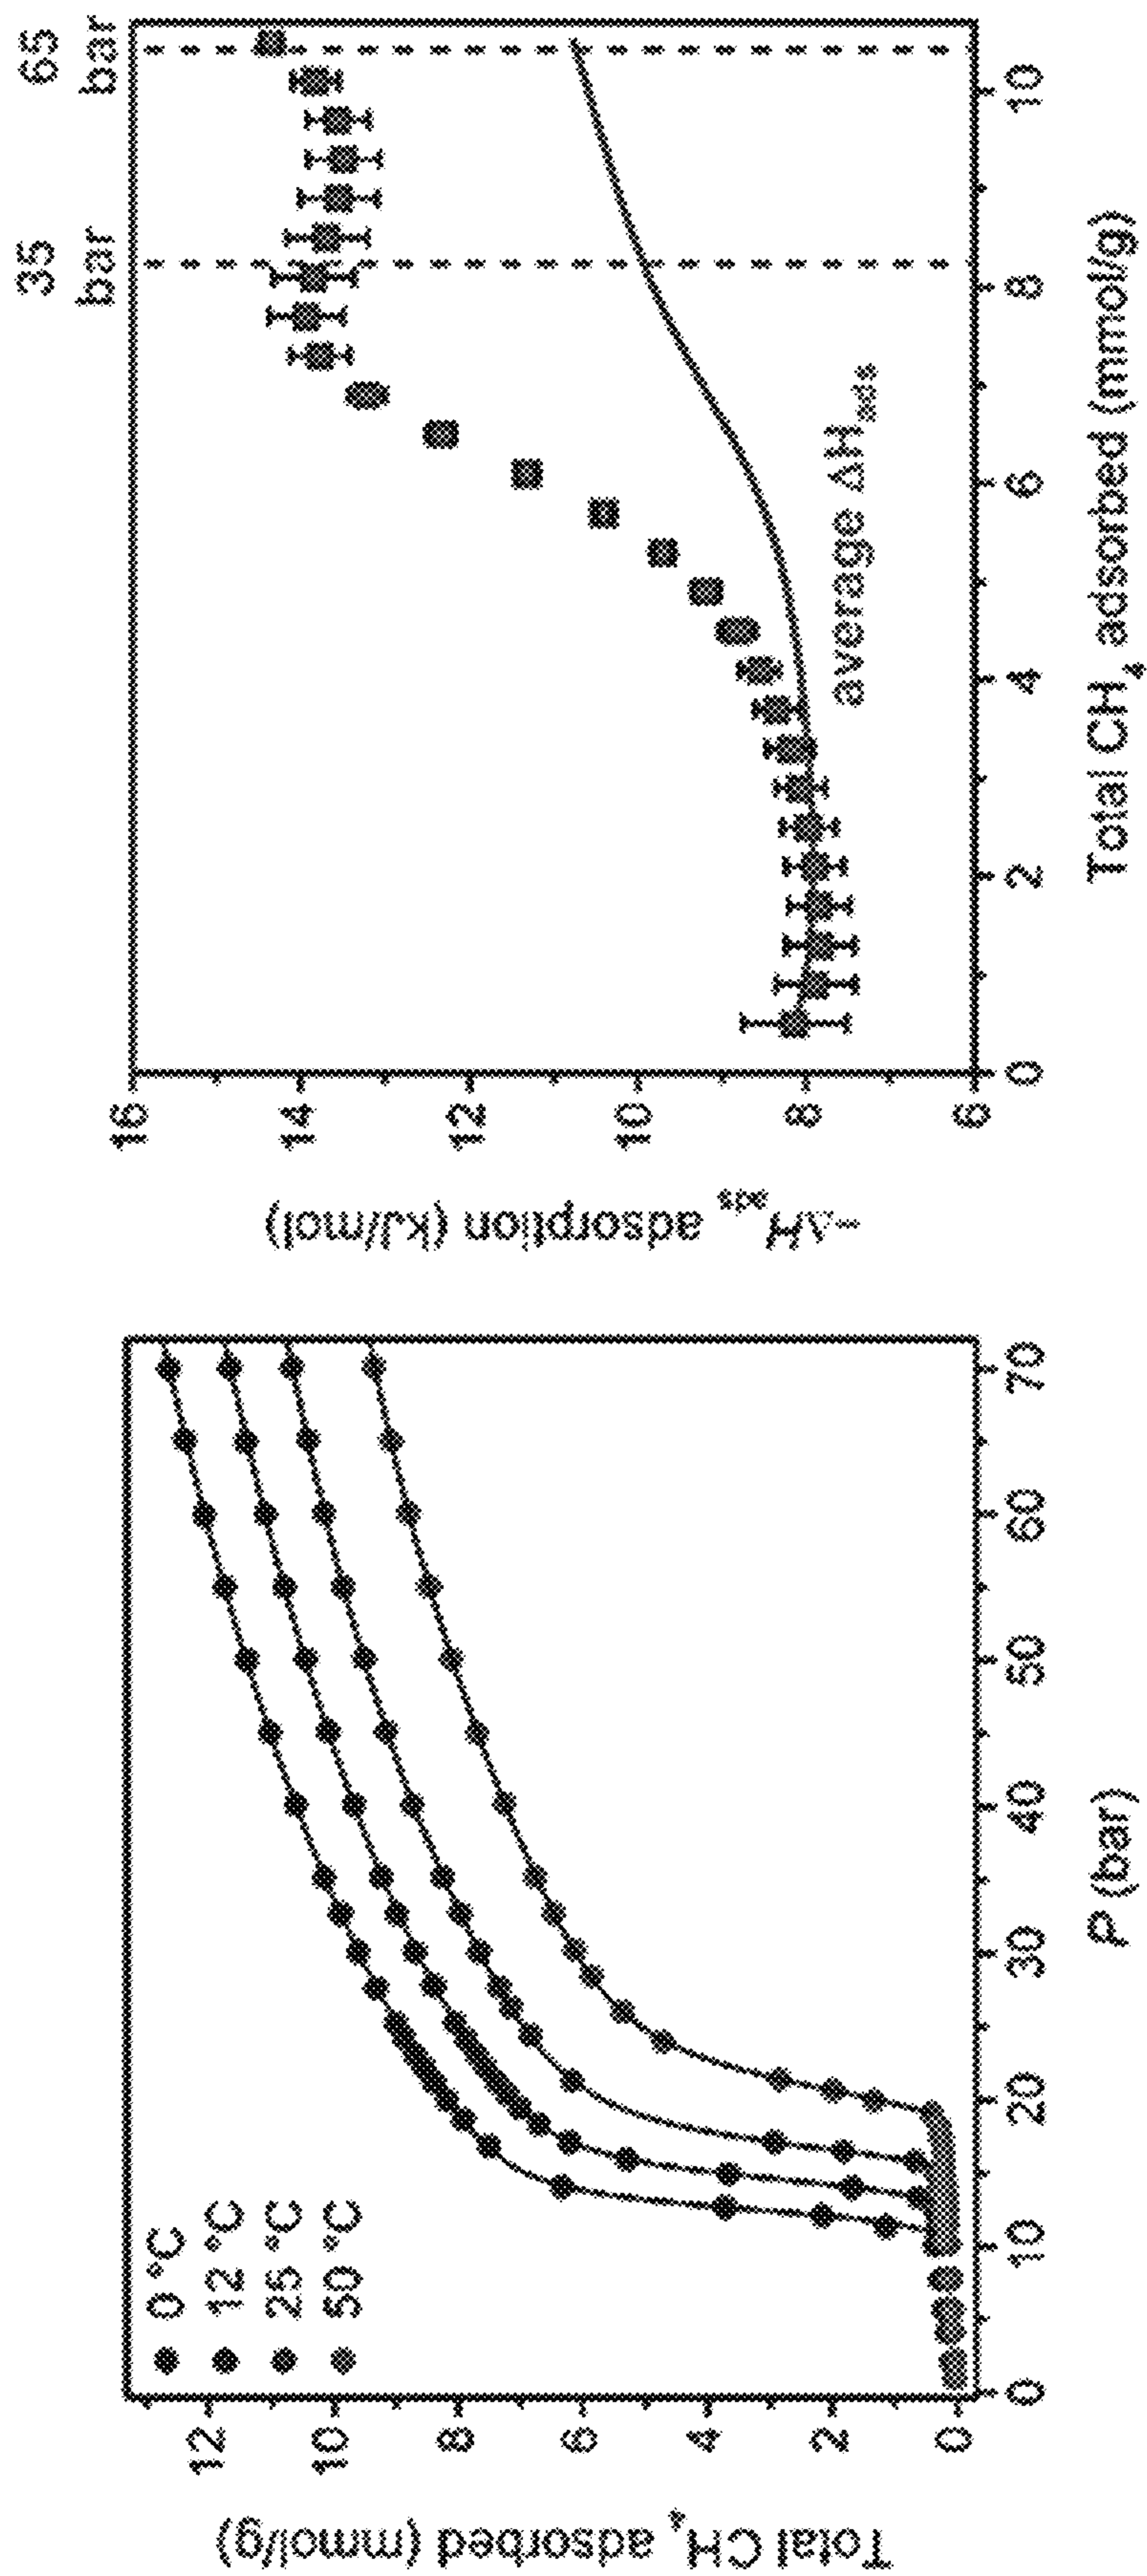 Total CH4 adsorbed (mmol/g)
12
10
8
6
4
2
0
0 °C
12 °C
25 °C
50 °C
0
10
20
30
40
50
60
70
P (bar)
35
bar
65
bar
−ΔHdis, adsorption (kJ/mol)
16
14
12
10
8
6
average ΔHads
0
2
4
6
8
10
Total CH4 adsorbed (mmol/g)